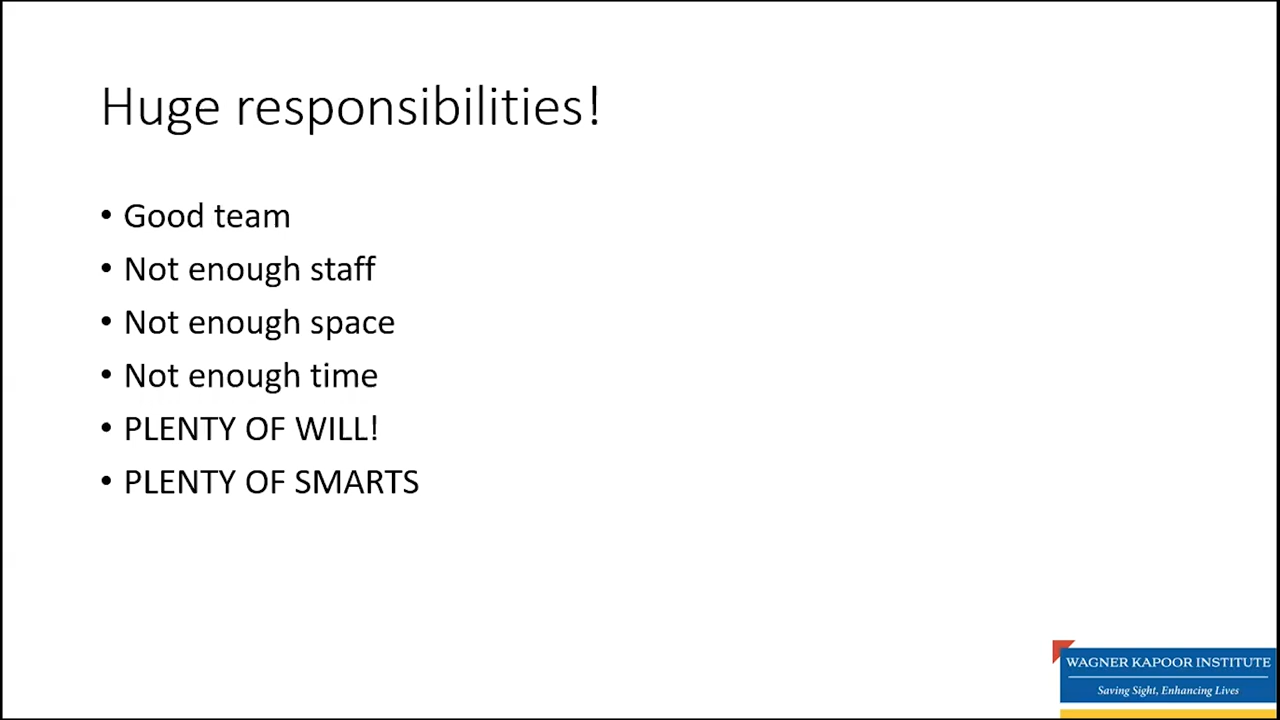 Huge responsibilities!
• Good team
• Not enough staff
• Not enough space
• Not enough time
• PLENTY OF WILL!
• PLENTY OF SMARTS
WAGNER KAPOOR INSTITUTE
Saving Sight, Enhancing Lives